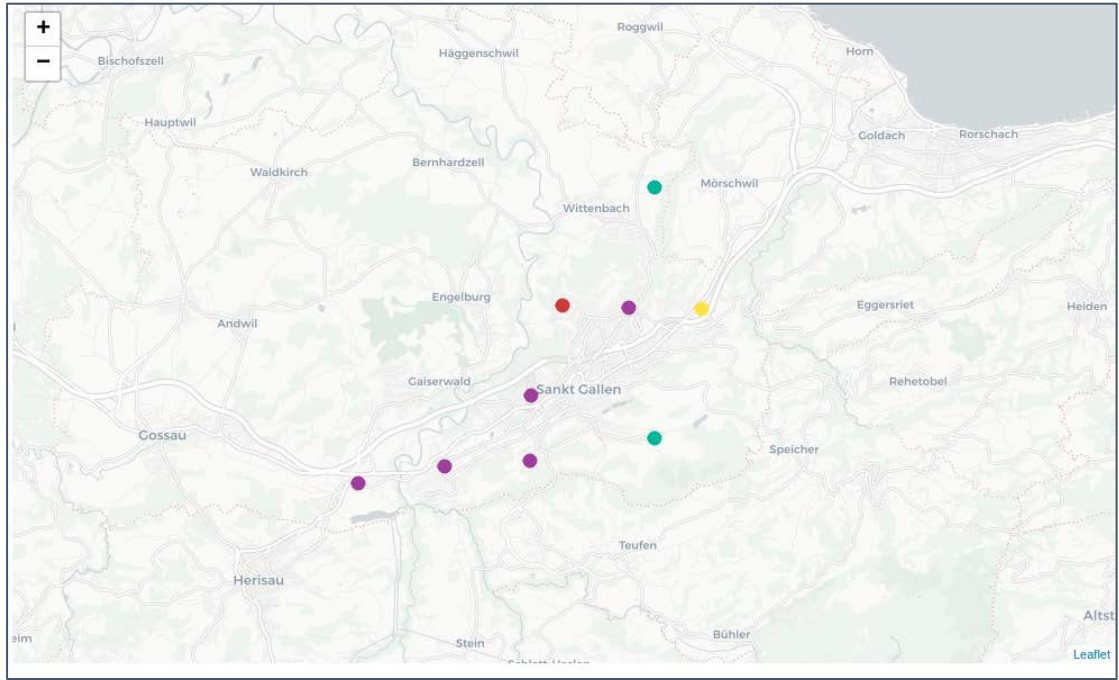 +
−
Roggwil
Häggenschwil
Horn
Bischofszell
Hauptwil
Goldach
Rorschach
Bernhardzell
Waldkirch
Mörschwil
Wittenbach
Engelburg
Eggersriet
Heiden
Andwil
Gaiserwald
Rehetobel
Sankt Gallen
Gossau
Speicher
Teufen
Herisau
Altst
Bühler
eim
Stein
Leaflet